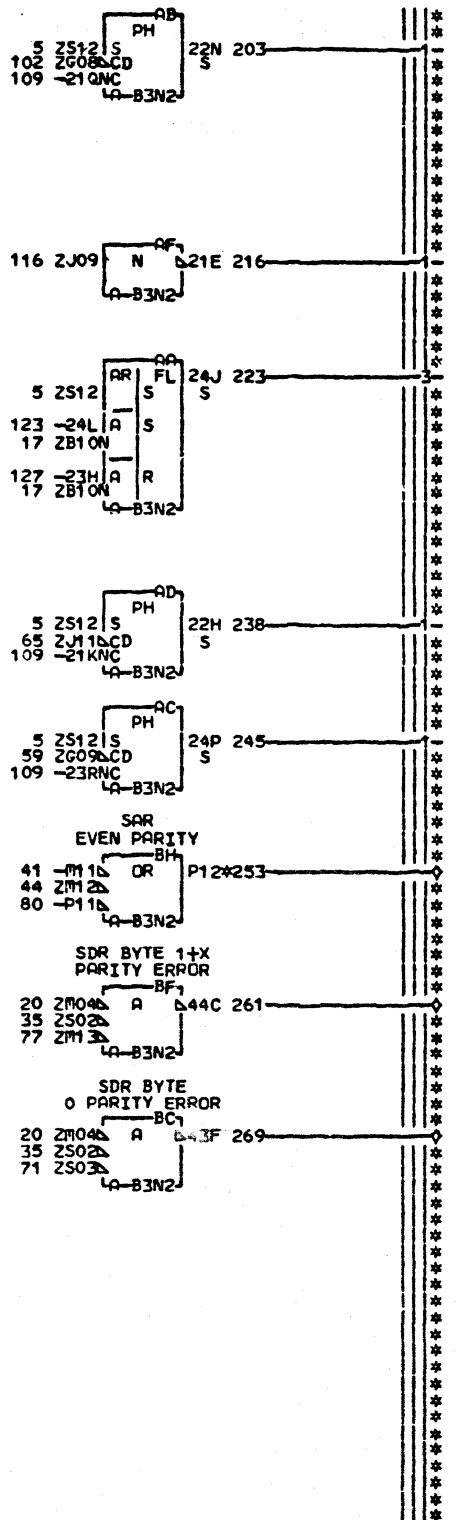 AB
PH
5 ZS12 S 22N 203
102 ZG08 CD S
109 -21QNC
A-B3N2
AF
116 ZJ09 N 21E 216
A-B3N2
AA
AR FL 24J 223 3
5 ZS12 S S
123 -24L A S
17 ZB10N
127 -23H A R
17 ZB10N
A-B3N2
AD
PH
5 ZS12 S 22H 238
65 ZJ11 CD S
109 -21KNC
A-B3N2
AC
PH
5 ZS12 S 24P 245
59 ZG09 CD S
109 -23RNC
A-B3N2
SAR
EVEN PARITY
BH
41 -M11 OR P12*253
44 ZM12
80 -P11
A-B3N2
SDR BYTE 1+X
PARITY ERROR
BF
20 ZM04 A 44C 261
35 ZS02
77 ZM13
A-B3N2
SDR BYTE
0 PARITY ERROR
BC
20 ZM04 A 43F 269
35 ZS02
71 ZS03
A-B3N2